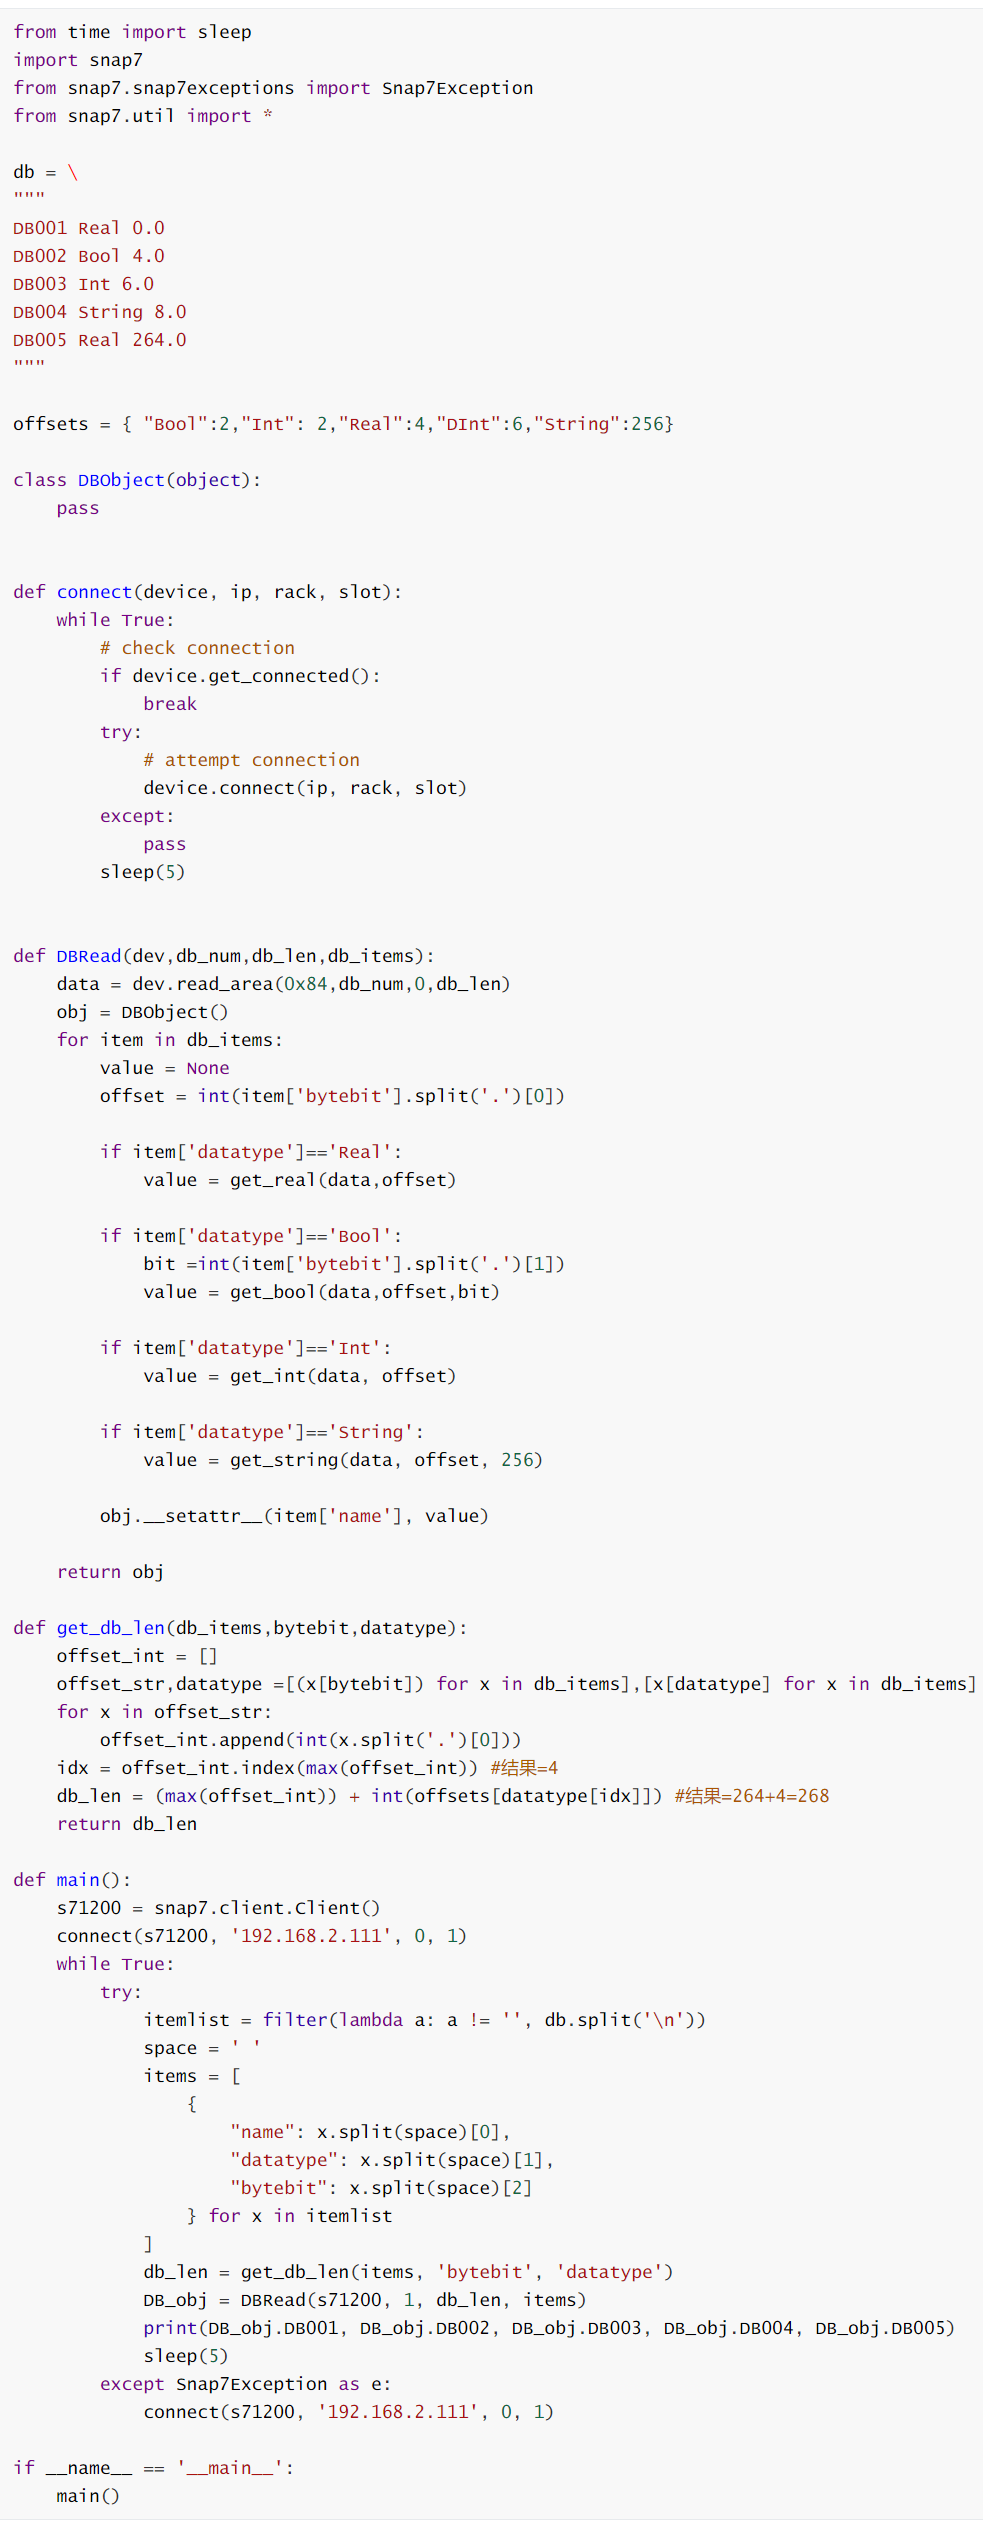 from time import sleep
import snap7
from snap7.snap7exceptions import Snap7Exception
from snap7.util import *

db = \
"""
DB001 Real 0.0
DB002 Bool 4.0
DB003 Int 6.0
DB004 String 8.0
DB005 Real 264.0
"""

offsets = { "Bool":2,"Int": 2,"Real":4,"DInt":6,"String":256}

class DBObject(object):
    pass


def connect(device, ip, rack, slot):
    while True:
        # check connection
        if device.get_connected():
            break
        try:
            # attempt connection
            device.connect(ip, rack, slot)
        except:
            pass
        sleep(5)


def DBRead(dev,db_num,db_len,db_items):
    data = dev.read_area(0x84,db_num,0,db_len)
    obj = DBObject()
    for item in db_items:
        value = None
        offset = int(item['bytebit'].split('.')[0])

        if item['datatype']=='Real':
            value = get_real(data,offset)

        if item['datatype']=='Bool':
            bit =int(item['bytebit'].split('.')[1])
            value = get_bool(data,offset,bit)

        if item['datatype']=='Int':
            value = get_int(data, offset)

        if item['datatype']=='String':
            value = get_string(data, offset, 256)

        obj.__setattr__(item['name'], value)

    return obj

def get_db_len(db_items,bytebit,datatype):
    offset_int = []
    offset_str,datatype =[(x[bytebit]) for x in db_items],[x[datatype] for x in db_items]
    for x in offset_str:
        offset_int.append(int(x.split('.')[0]))
    idx = offset_int.index(max(offset_int)) #结果=4
    db_len = (max(offset_int)) + int(offsets[datatype[idx]]) #结果=264+4=268
    return db_len

def main():
    s71200 = snap7.client.Client()
    connect(s71200, '192.168.2.111', 0, 1)
    while True:
        try:
            itemlist = filter(lambda a: a != '', db.split('\n'))
            space = ' '
            items = [
                {
                    "name": x.split(space)[0],
                    "datatype": x.split(space)[1],
                    "bytebit": x.split(space)[2]
                } for x in itemlist
            ]
            db_len = get_db_len(items, 'bytebit', 'datatype')
            DB_obj = DBRead(s71200, 1, db_len, items)
            print(DB_obj.DB001, DB_obj.DB002, DB_obj.DB003, DB_obj.DB004, DB_obj.DB005)
            sleep(5)
        except Snap7Exception as e:
            connect(s71200, '192.168.2.111', 0, 1)

if __name__ == '__main__':
    main()